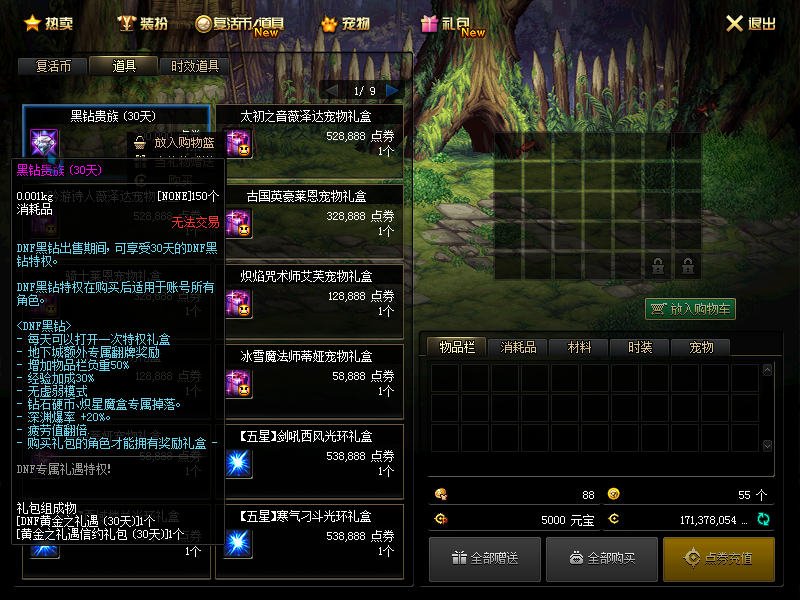 热卖
装扮
复活币/道具
New
宠物
礼包
New
退出
复活币
道具
时效道具
1/ 9
黑钻贵族 (30天)
放入购物篮
太初之音薇泽达宠物礼盒
528,888 点券
1个
黑钻贵族 (30天)
0.001kg
[NONE]150个
消耗品
无法交易
DNF黑钻出售期间, 可享受30天的DNF黑
钻特权。
DNF黑钻特权在购买后适用于账号所有
角色。
<DNF黑钻>
- 每天可以打开一次特权礼盒
- 地下城额外专属翻牌奖励
- 增加物品栏负重50%
- 经验加成30%
- 无虚弱模式
- 钻石硬币、炽星魔盒专属掉落。
- 深渊爆率 +20%。
- 疲劳值翻倍.
- 购买礼包的角色才能拥有奖励礼盒 -
DNF专属礼遇特权!
礼包组成物
[DNF黄金之礼遇 (30天)]1个
[黄金之礼遇信约礼包 (30天)]1个
1个
古国英豪莱恩宠物礼盒
328,888 点券
1个
炽焰咒术师艾芙宠物礼盒
128,888 点券
1个
冰雪魔法师蒂娅宠物礼盒
58,888 点券
1个
【五星】剑吼西风光环礼盒
538,888 点券
1个
【五星】寒气刁斗光环礼盒
538,888 点券
1个
放入购物车
物品栏
消耗品
材料
时装
宠物
88
55 个
5000 元宝
171,378,054 ...
全部赠送
全部购买
点券充值